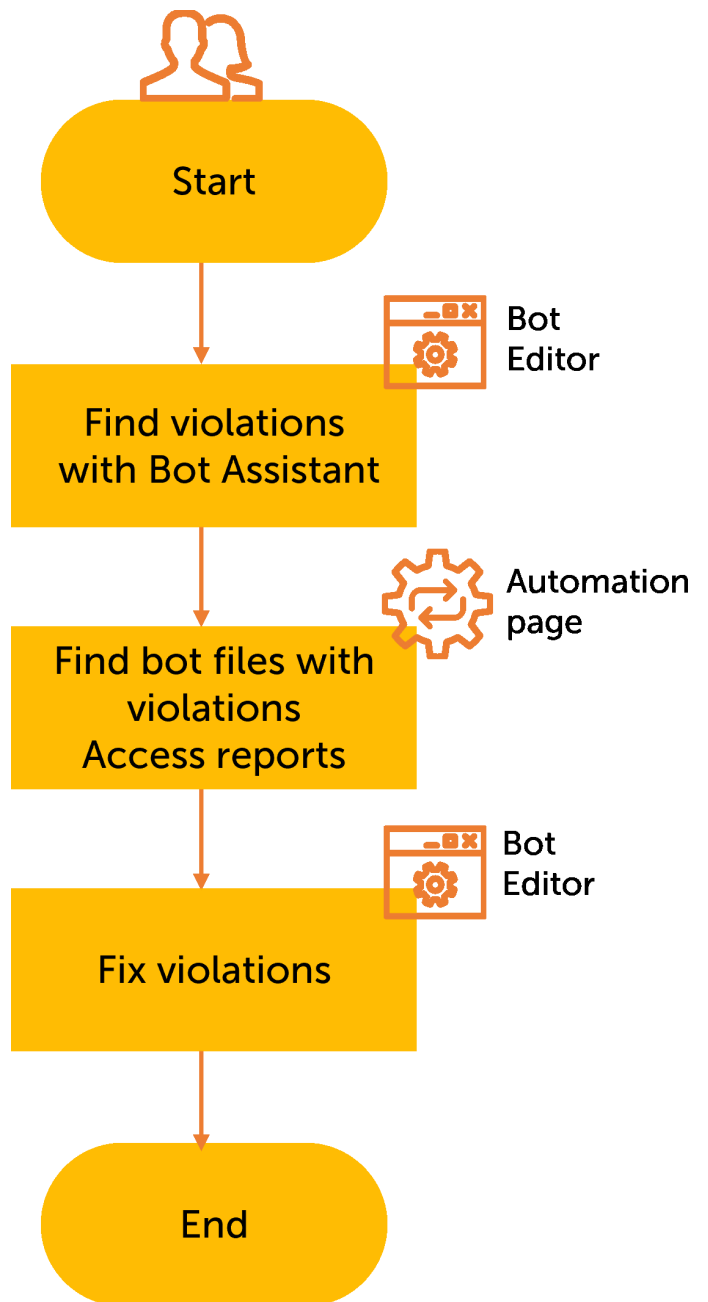 Start
Bot
Editor
Find violations
with Bot Assistant
Automation
page
Find bot files with
violations
Access reports
Bot
Editor
Fix violations
End